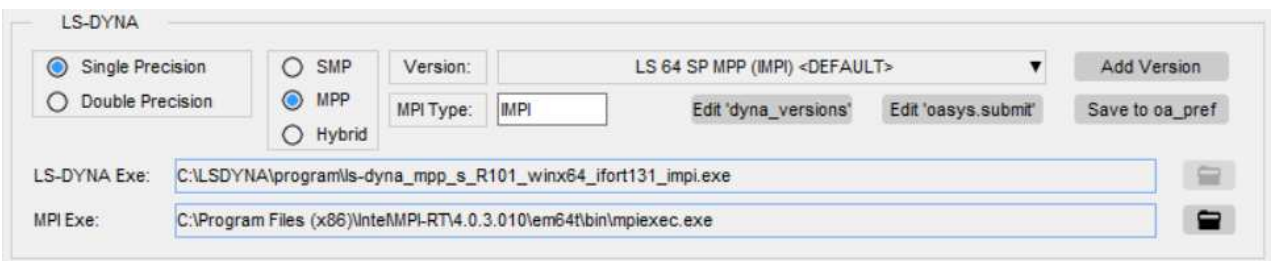 LS-DYNA
Single Precision
Double Precision
SMP
MPP
Hybrid
Version:
LS 64 SP MPP (IMPI) <DEFAULT>
Add Version
MPI Type:
IMPI
Edit 'dyna_versions'
Edit 'oasys.submit'
Save to oa_pref
LS-DYNA Exe:
C:\LSDYNA\program\ls-dyna_mpp_s_R101_winx64_ifort131_impi.exe
MPI Exe:
C:\Program Files (x86)\Intel\MPI-RT\4.0.3.010\em64t\bin\mpiexec.exe